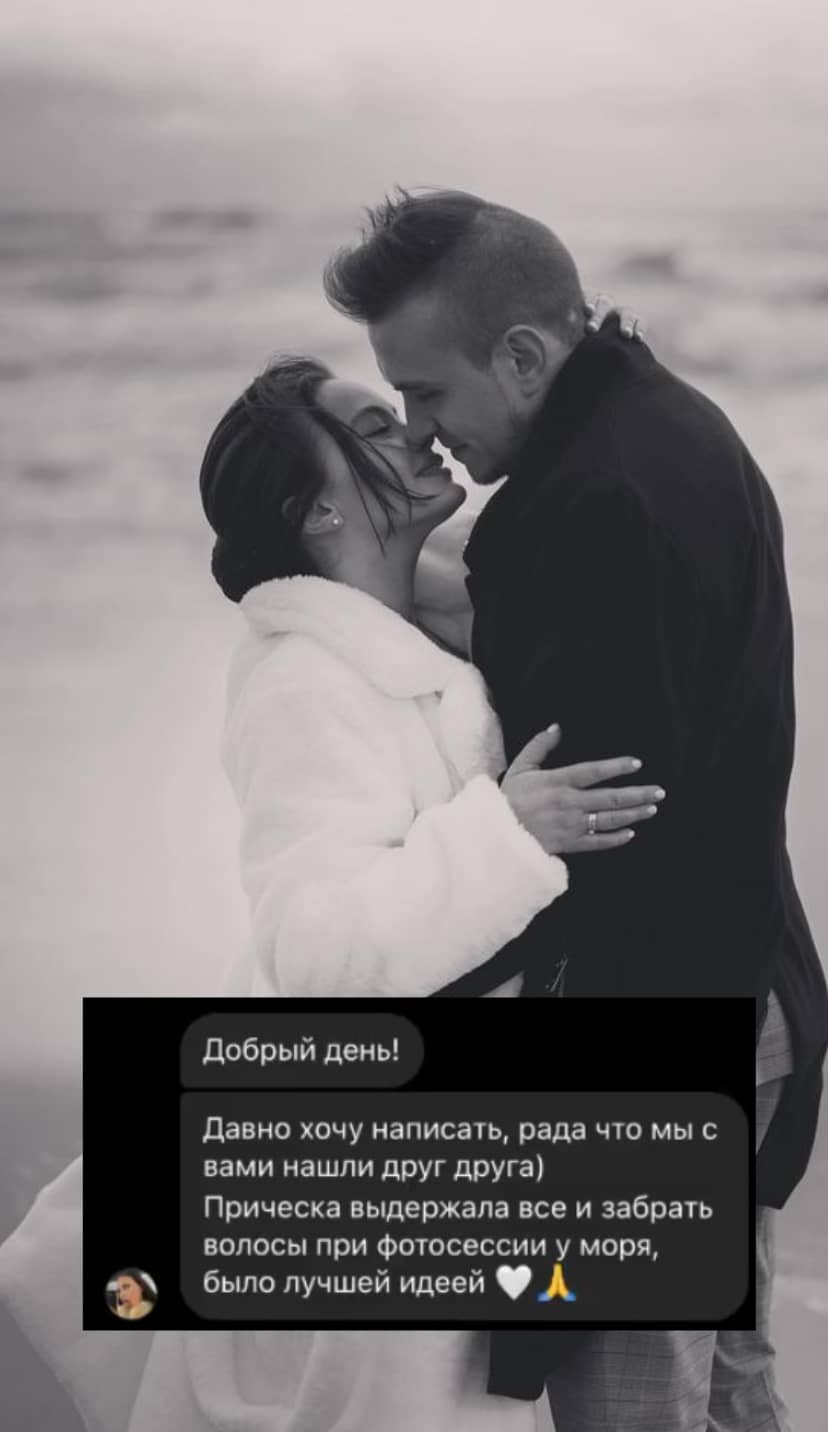 Добрый день!
Давно хочу написать, рада что мы с
вами нашли друг друга)
Прическа выдержала все и забрать
волосы при фотосессии у моря,
было лучшей идеей 🤍🙏